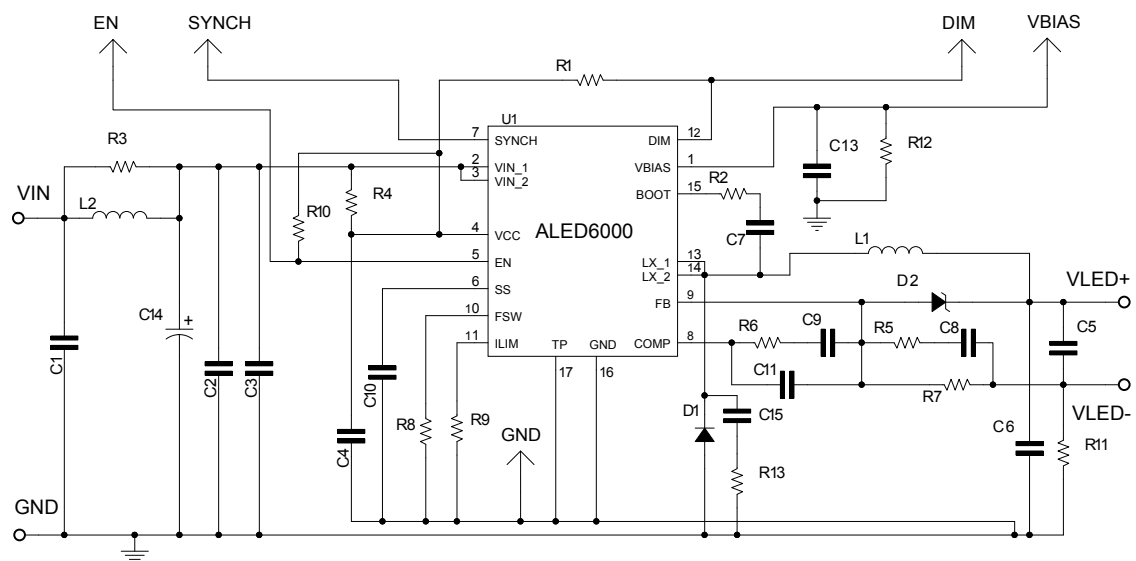 EN
SYNCH
DIM
VBIAS
R1
U1
7
SYNCH
DIM
12
R3
2
VIN_1
3
VIN_2
VBIAS
1
C13
R12
VIN
L2
R10
R4
BOOT
15
R2
4
VCC
ALED6000
C7
5
EN
LX_1
13
LX_2
14
L1
6
SS
D2
VLED+
FB
9
10
FSW
C14
+
C9
C8
C5
11
ILIM
TP
GND
COMP
8
R6
R5
C1
C2
C3
C10
17
16
C11
R7
VLED-
R8
R9
GND
D1
C15
C6
R11
C4
R13
GND